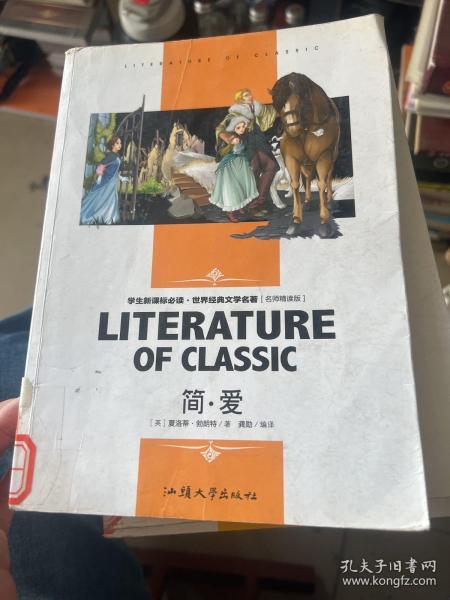 LITERATURE OF CLASSIC
学生新课标必读·世界经典文学名著［名师精读版］
LITERATURE
OF CLASSIC
简·爱
［英］夏洛蒂·勃朗特／著 龚勋／编译
汕頭大學出版社
孔夫子旧书网
www.kongfz.com